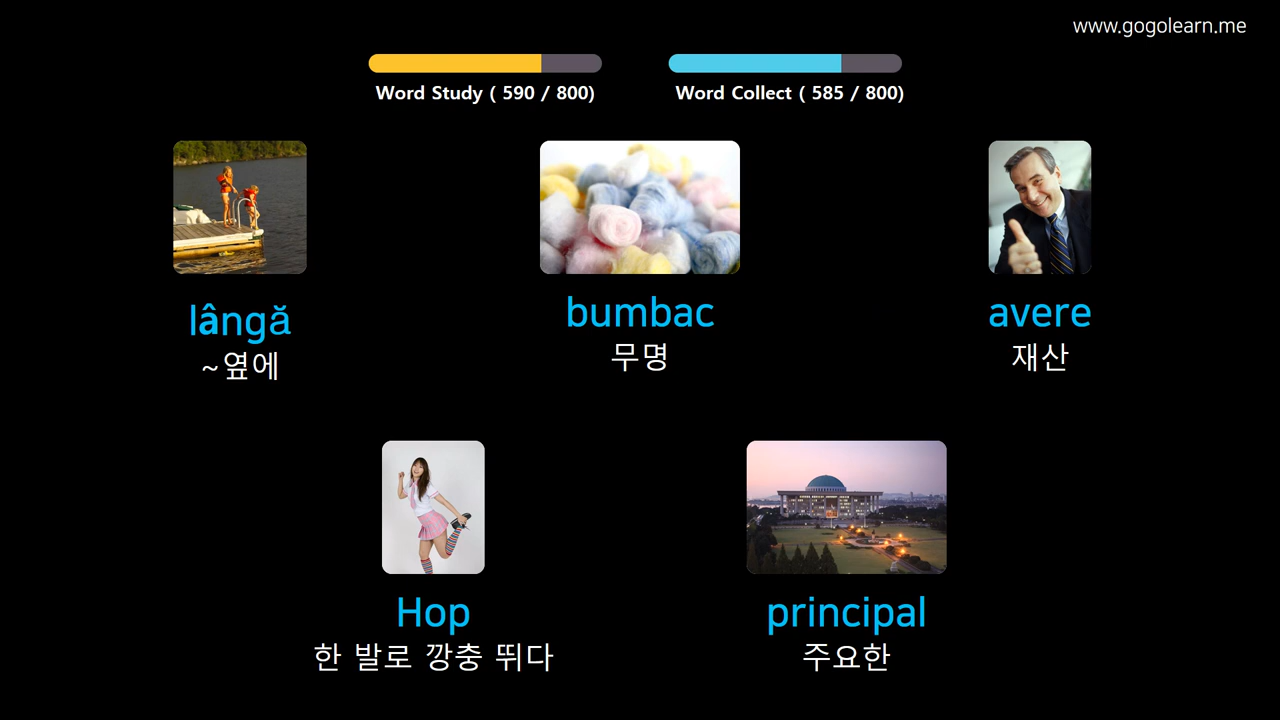 www.gogolearn.me
Word Study ( 590 / 800)
Word Collect ( 585 / 800)
lângă
~옆에
bumbac
무명
avere
재산
Hop
한 발로 깡충 뛰다
principal
주요한